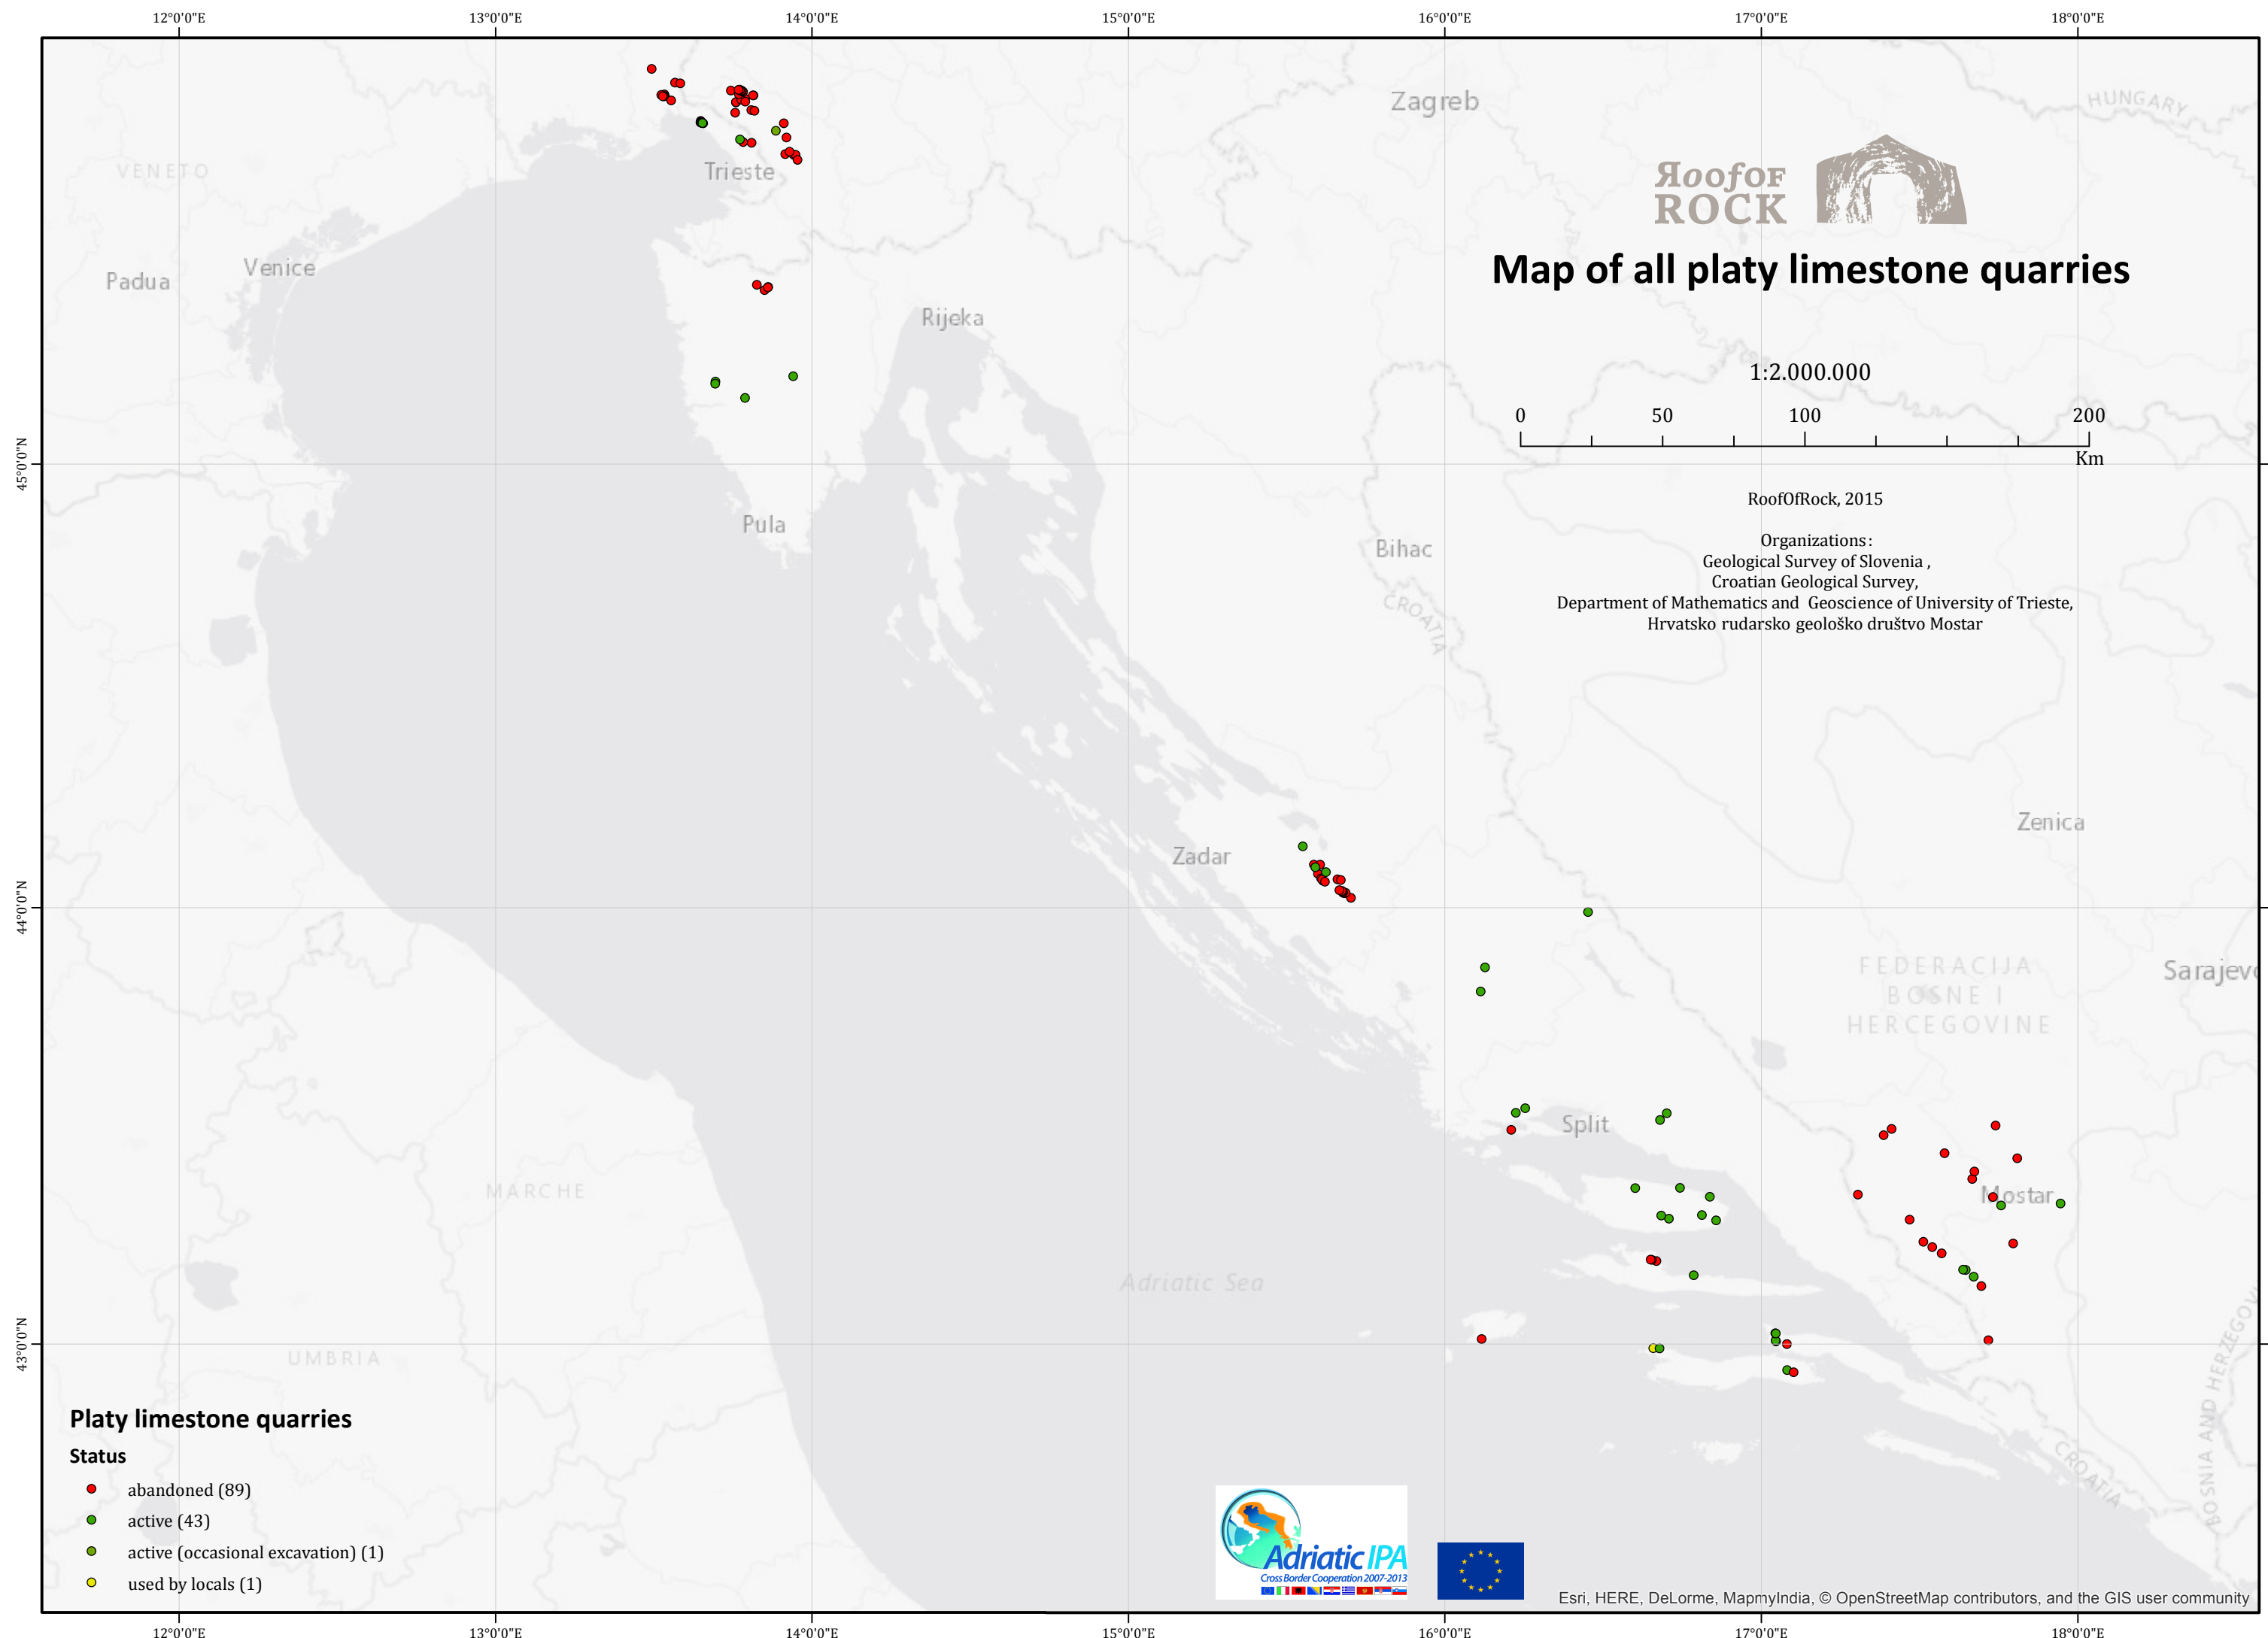 12°0'0"E 13°0'0"E 14°0'0"E 15°0'0"E 16°0'0"E 17°0'0"E 18°0'0"E
HUNGARY
Zagreb
VENETO
Trieste
ЯoofOF
ROCK
Padua
Venice
Map of all platy limestone quarries
Rijeka
1:2.000.000
0 50 100 200
Km
45°0'0"N
RoofOfRock, 2015
Pula
Bihac
CROATIA
Organizations:
Geological Survey of Slovenia ,
Croatian Geological Survey,
Department of Mathematics and Geoscience of University of Trieste,
Hrvatsko rudarsko geološko društvo Mostar
Zenica
Zadar
44°0'0"N
FEDERACIJA
BOSNE I
HERCEGOVINE
Sarajevo
Split
MARCHE
Mostar
Adriatic Sea
43°0'0"N
UMBRIA
BOSNIA AND HERZEGOV
CROATIA
Platy limestone quarries
Status
abandoned (89)
active (43)
active (occasional excavation) (1)
used by locals (1)
Adriatic IPA
Cross Border Cooperation 2007-2013
Esri, HERE, DeLorme, MapmyIndia, © OpenStreetMap contributors, and the GIS user community
12°0'0"E 13°0'0"E 14°0'0"E 15°0'0"E 16°0'0"E 17°0'0"E 18°0'0"E